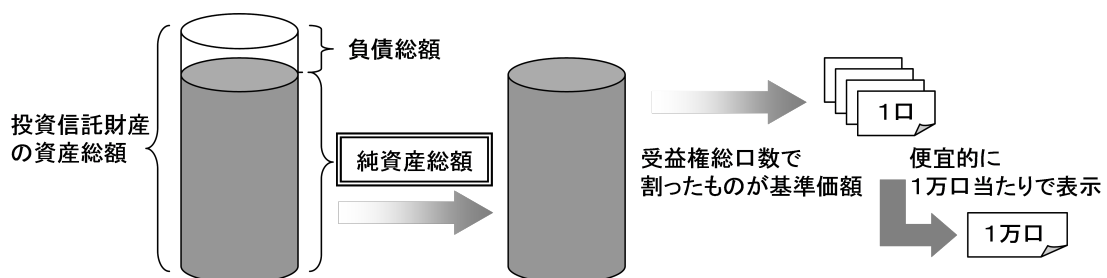 負債総額
投資信託財産
の資産総額
純資産総額
1口
受益権総口数で
割ったものが基準価額
便宜的に
1万口当たりで表示
1万口